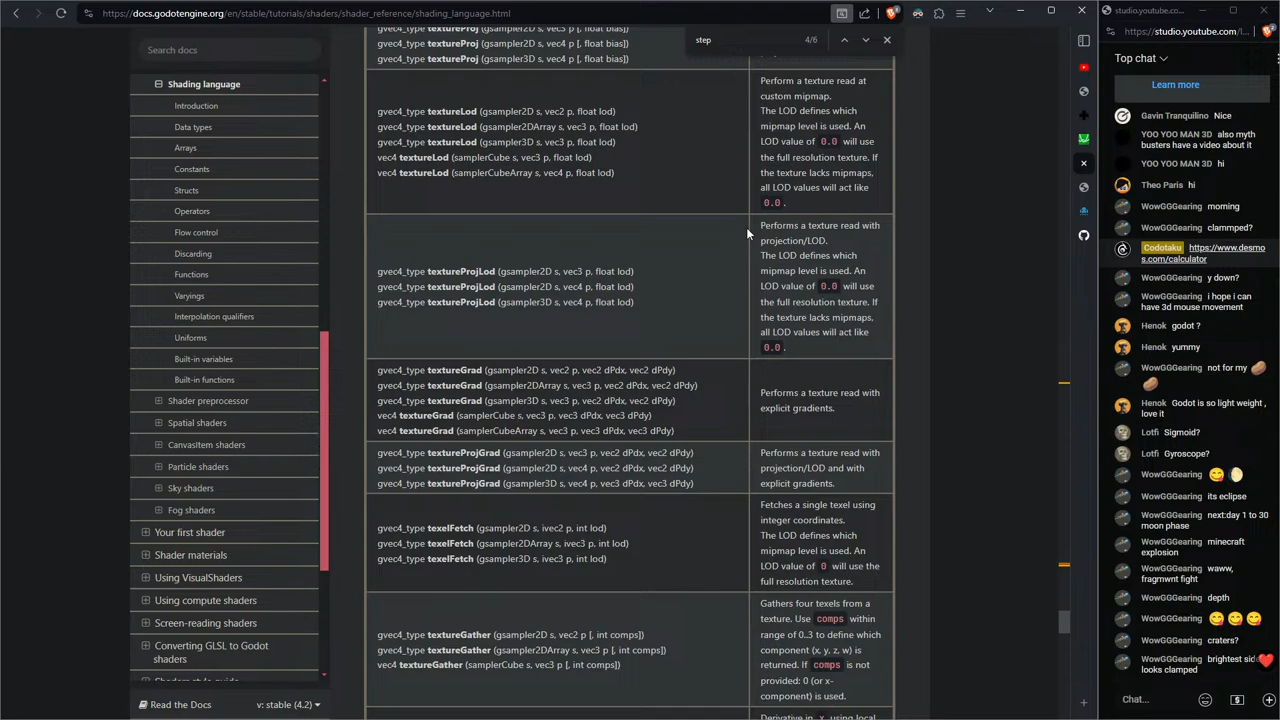 https://docs.godotengine.org/en/stable/tutorials/shaders/shader_reference/shading_language.html
Search docs
Shading language
Introduction
Data types
Arrays
Constants
Structs
Operators
Flow control
Discarding
Functions
Varyings
Interpolation qualifiers
Uniforms
Built-in variables
Built-in functions
Shader preprocessor
Spatial shaders
CanvasItem shaders
Particle shaders
Sky shaders
Fog shaders
Your first shader
Shader materials
Using VisualShaders
Using compute shaders
Screen-reading shaders
Converting GLSL to Godot
shaders
Read the Docs
v: stable (4.2)
step
4/6
textureProj (gsampler2D s, vec4 p [, float bias])
textureProj (gsampler3D s, vec4 p [, float bias])
gvec4_type textureLod (gsampler2D s, vec2 p, float lod)
gvec4_type textureLod (gsampler2DArray s, vec3 p, float lod)
gvec4_type textureLod (gsampler3D s, vec3 p, float lod)
vec4 textureLod (samplerCube s, vec3 p, float lod)
vec4 textureLod (samplerCubeArray s, vec4 p, float lod)
Perform a texture read at
custom mipmap.
The LOD defines which
mipmap level is used. An
LOD value of 0.0 will use
the full resolution texture. If
the texture lacks mipmaps,
all LOD values will act like
0.0 .
gvec4_type textureProjLod (gsampler2D s, vec3 p, float lod)
gvec4_type textureProjLod (gsampler2D s, vec4 p, float lod)
gvec4_type textureProjLod (gsampler3D s, vec4 p, float lod)
Performs a texture read with
projection/LOD.
The LOD defines which
mipmap level is used. An
LOD value of 0.0 will use
the full resolution texture. If
the texture lacks mipmaps,
all LOD values will act like
0.0 .
gvec4_type textureGrad (gsampler2D s, vec2 p, vec2 dPdx, vec2 dPdy)
gvec4_type textureGrad (gsampler2DArray s, vec3 p, vec2 dPdx, vec2 dPdy)
gvec4_type textureGrad (gsampler3D s, vec3 p, vec2 dPdx, vec2 dPdy)
vec4 textureGrad (samplerCube s, vec3 p, vec3 dPdx, vec3 dPdy)
vec4 textureGrad (samplerCubeArray s, vec3 p, vec3 dPdx, vec3 dPdy)
Performs a texture read with
explicit gradients.
gvec4_type textureProjGrad (gsampler2D s, vec3 p, vec2 dPdx, vec2 dPdy)
gvec4_type textureProjGrad (gsampler2D s, vec4 p, vec2 dPdx, vec2 dPdy)
gvec4_type textureProjGrad (gsampler3D s, vec4 p, vec3 dPdx, vec3 dPdy)
Performs a texture read with
projection/LOD and with
explicit gradients.
gvec4_type texelFetch (gsampler2D s, ivec2 p, int lod)
gvec4_type texelFetch (gsampler2DArray s, ivec3 p, int lod)
gvec4_type texelFetch (gsampler3D s, ivec3 p, int lod)
Fetches a single texel using
integer coordinates.
The LOD defines which
mipmap level is used. An
LOD value of 0 will use the
full resolution texture.
gvec4_type textureGather (gsampler2D s, vec2 p [, int comps])
gvec4_type textureGather (gsampler2DArray s, vec3 p [, int comps])
vec4 textureGather (samplerCube s, vec3 p [, int comps])
Gathers four texels from a
texture. Use comps within
range of 0..3 to define which
component (x, y, z, w) is
returned. If comps is not
provided: 0 (or x-
component) is used.
Derivative in x using local
studio.youtube.com/...
https://studio.youtube.com/l...
Top chat
Learn more
Gavin Tranquilino Nice
YOO YOO MAN 3D also myth
busters have a video about it
YOO YOO MAN 3D hi
Theo Paris hi
WowGGGearing morning
WowGGGearing clammped?
Codotaku https://www.desmo
s.com/calculator
WowGGGearing y down?
WowGGGearing i hope i can
have 3d mouse movement
Henok godot ?
Henok yummy
WowGGGearing not for my
Henok Godot is so light weight ,
love it
Lotfi Sigmoid?
Lotfi Gyroscope?
WowGGGearing
WowGGGearing its eclipse
WowGGGearing next:day 1 to 30
moon phase
WowGGGearing minecraft
explosion
WowGGGearing waww,
fragmwnt fight
WowGGGearing depth
WowGGGearing
WowGGGearing craters?
WowGGGearing brightest side
looks clamped
Chat...